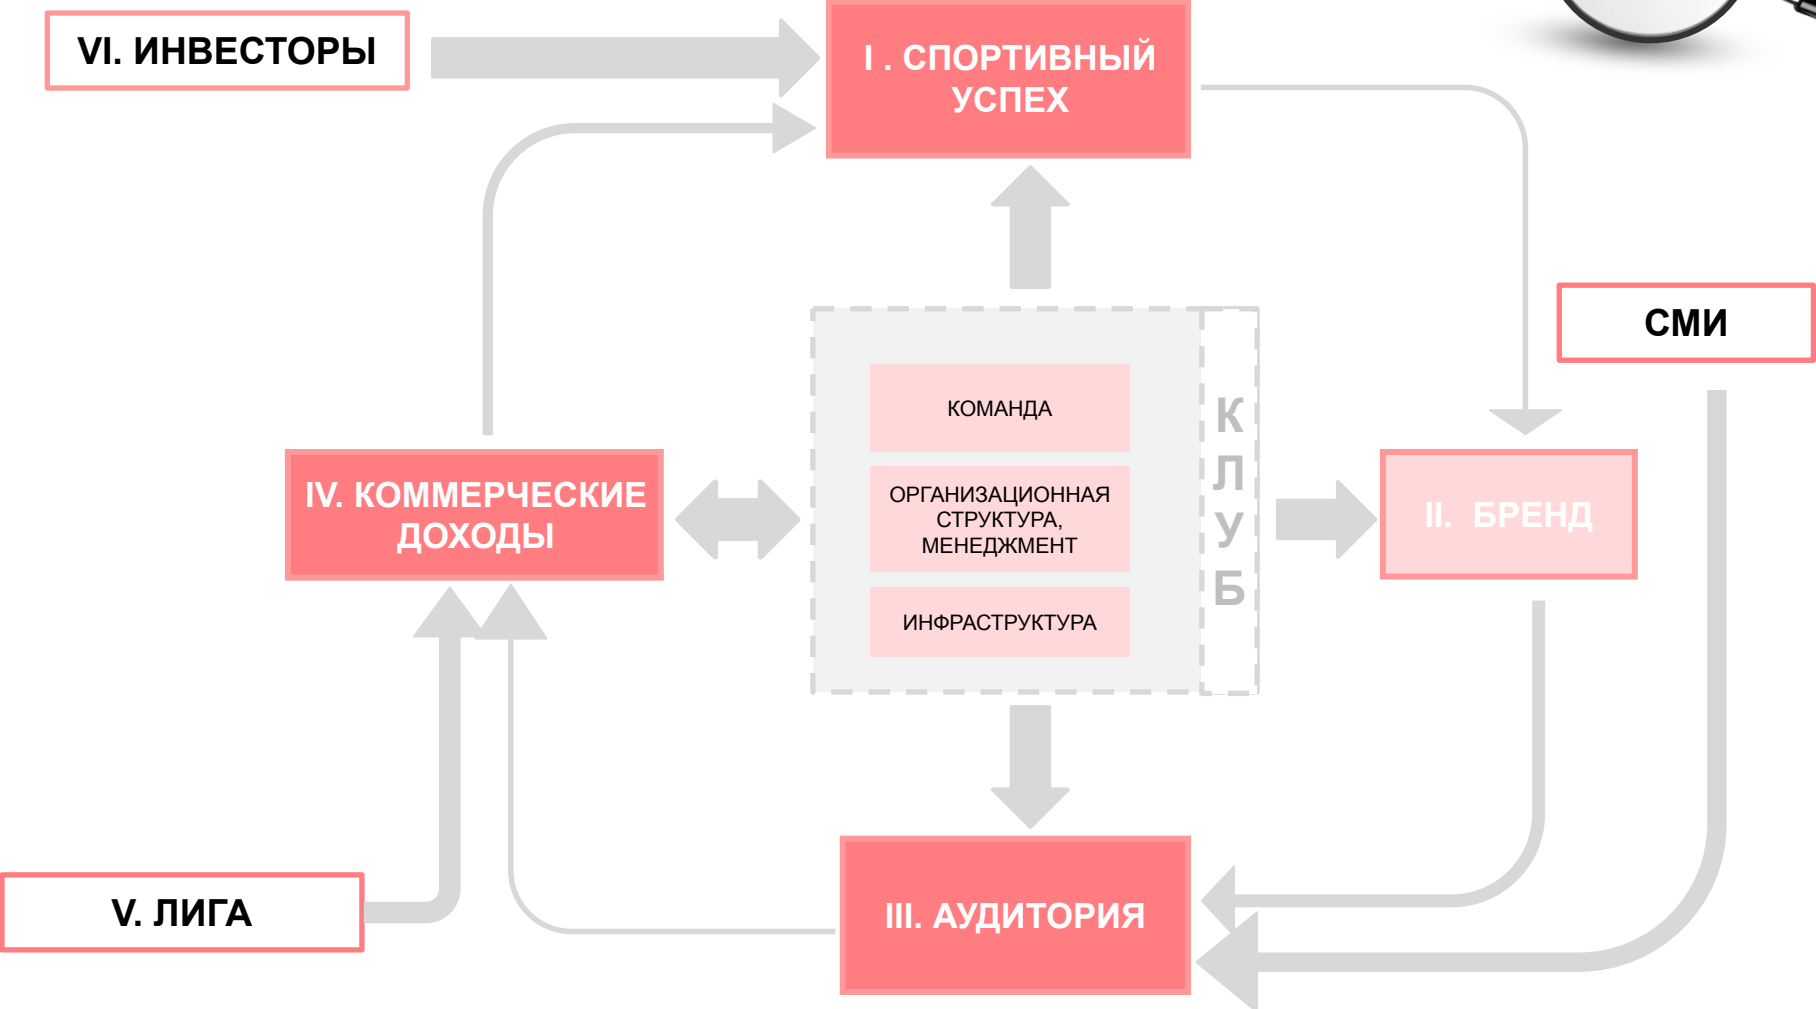 VI. ИНВЕСТОРЫ
I . СПОРТИВНЫЙ
УСПЕХ
СМИ
КОМАНДА
ОРГАНИЗАЦИОННАЯ
СТРУКТУРА,
МЕНЕДЖМЕНТ
ИНФРАСТРУКТУРА
К
Л
У
Б
IV. КОММЕРЧЕСКИЕ
ДОХОДЫ
II. БРЕНД
V. ЛИГА
III. АУДИТОРИЯ